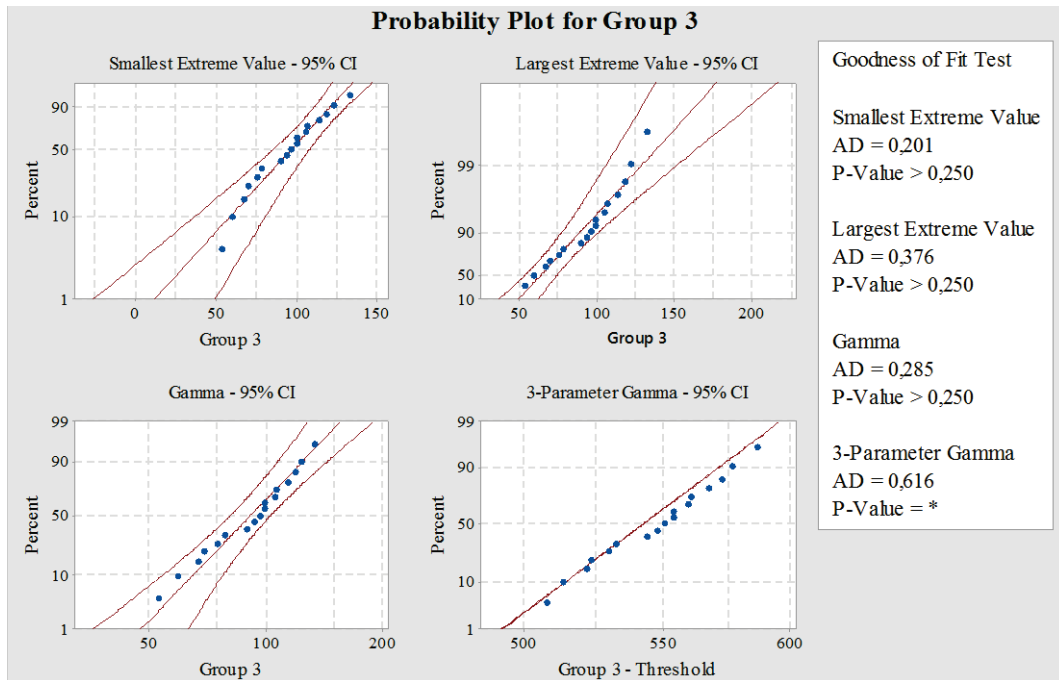 Probability Plot for Group 3
Smallest Extreme Value - 95% CI
Percent
90
50
10
1
0 50 100 150
Group 3
Largest Extreme Value - 95% CI
Percent
99
90
50
10
50 100 150 200
Group 3
Gamma - 95% CI
Percent
99
90
50
10
1
50 100 200
Group 3
3-Parameter Gamma - 95% CI
Percent
99
90
50
10
1
500 550 600
Group 3 - Threshold
Goodness of Fit Test
Smallest Extreme Value
AD = 0,201
P-Value > 0,250
Largest Extreme Value
AD = 0,376
P-Value > 0,250
Gamma
AD = 0,285
P-Value > 0,250
3-Parameter Gamma
AD = 0,616
P-Value = *